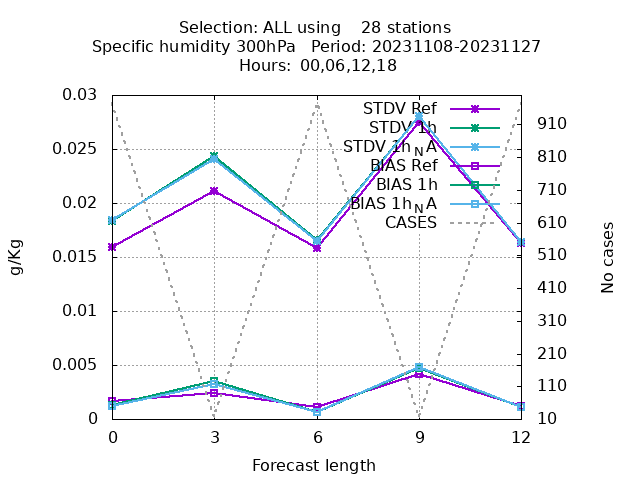 Selection: ALL using    28 stations
Specific humidity 300hPa   Period: 20231108-20231127
Hours: 00,06,12,18
0.03
0.025
0.02
0.015
0.01
0.005
0
g/Kg
STDV Ref
STDV 1h
STDV 1h_N A
BIAS Ref
BIAS 1h
BIAS 1h_N A
CASES
910
810
710
610
510
410
310
210
110
10
No cases
0 3 6 9 12
Forecast length